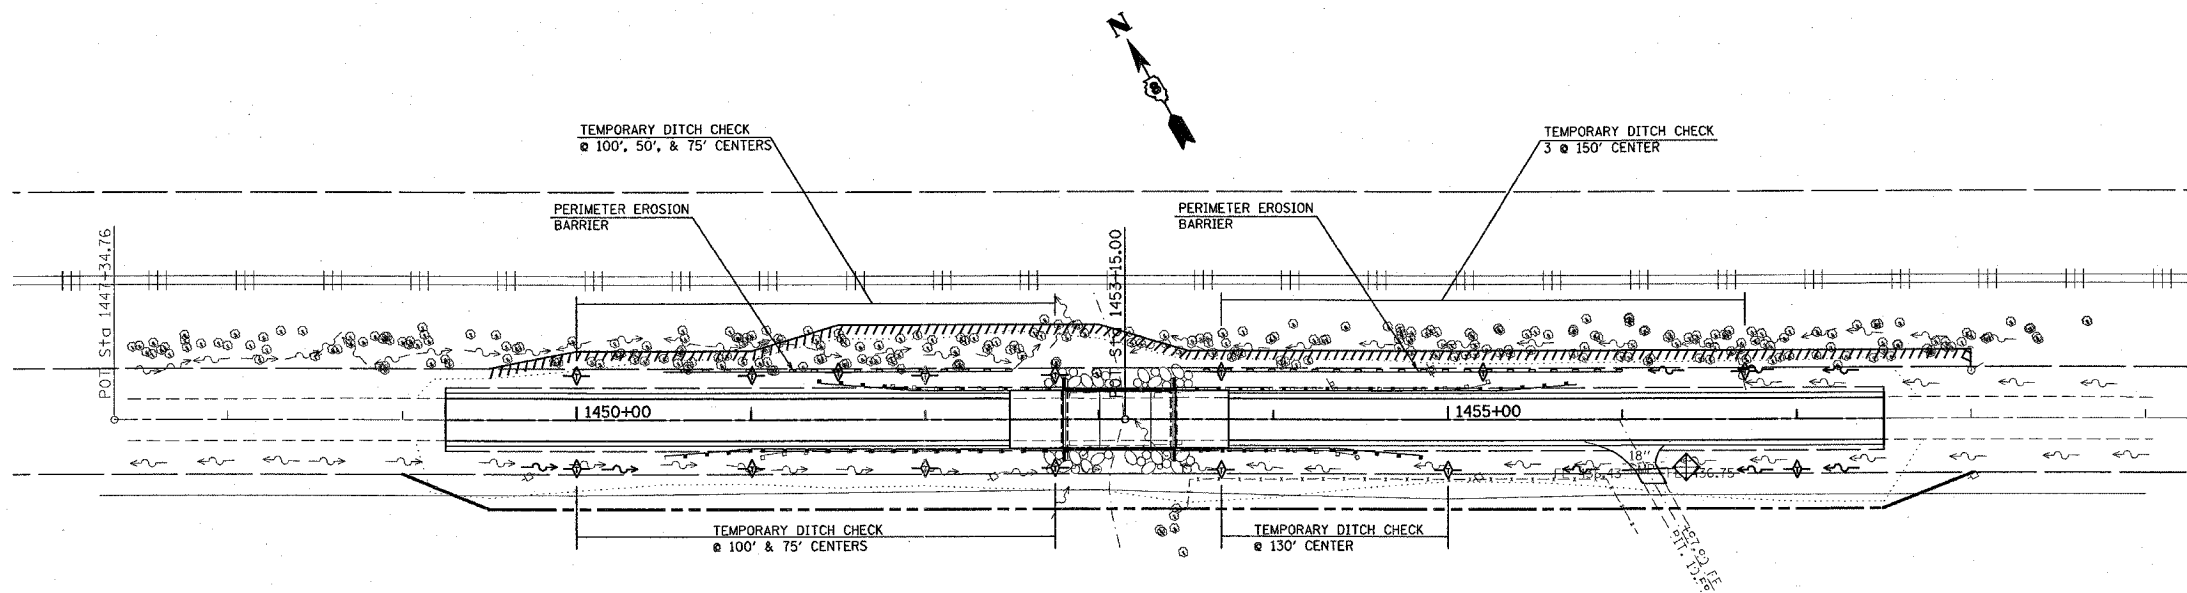 N
TEMPORARY DITCH CHECK
@ 100', 50', & 75' CENTERS
TEMPORARY DITCH CHECK
3 @ 150' CENTER
PERIMETER EROSION
BARRIER
PERIMETER EROSION
BARRIER
POT Sta 1447+34.76
POT Sta 1453+15.00
1450+00
1455+00
18"
TEMPORARY DITCH CHECK
@ 100' & 75' CENTERS
TEMPORARY DITCH CHECK
@ 130' CENTER